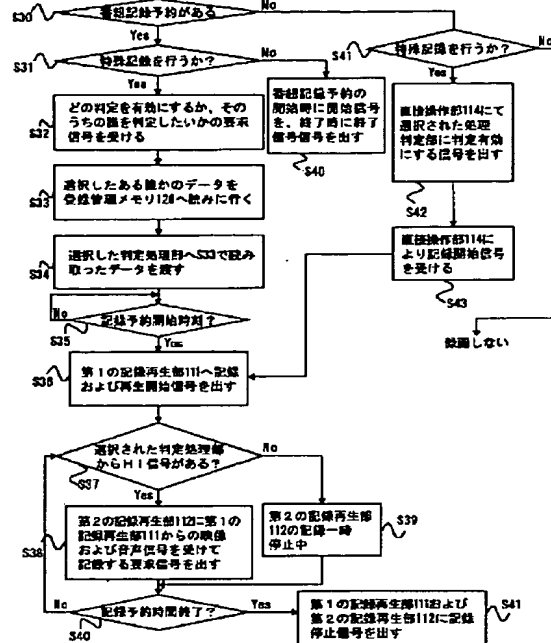 S30
番組記録予約がある
No
Yes
S31
特殊記録を行うか?
No
Yes
S32
どの判定を有効にするか、その
うちの誰を判定したいかの要求
信号を受ける
番組記録予約の
開始時に開始信号
を、終了時に終了
信号信号を出す
S40
S33
選択したある誰かのデータを
登録管理メモリ120へ読みに行く
S34
選択した判定処理部へS33で読み
取ったデータを渡す
No
S35
記録予約開始時刻?
Yes
S36
第1の記録再生部111へ記録
および再生開始信号を出す
S37
選択された判定処理部
からHI信号がある?
No
Yes
S38
第2の記録再生部112に第1の
記録再生部111からの映像
および音声信号を受けて
記録する要求信号を出す
第2の記録再生部
112の記録一時
停止中
S39
No
記録予約時間終了?
Yes
S40
第1の記録再生部111および
第2の記録再生部112に記録
停止信号を出す
S41
S41
特殊記録を行うか?
No
Yes
直接操作部114にて
選択された処理
判定部に判定有効
にする信号を出す
S42
直接操作部114に
より記録開始信号
を受ける
S43
録画しない